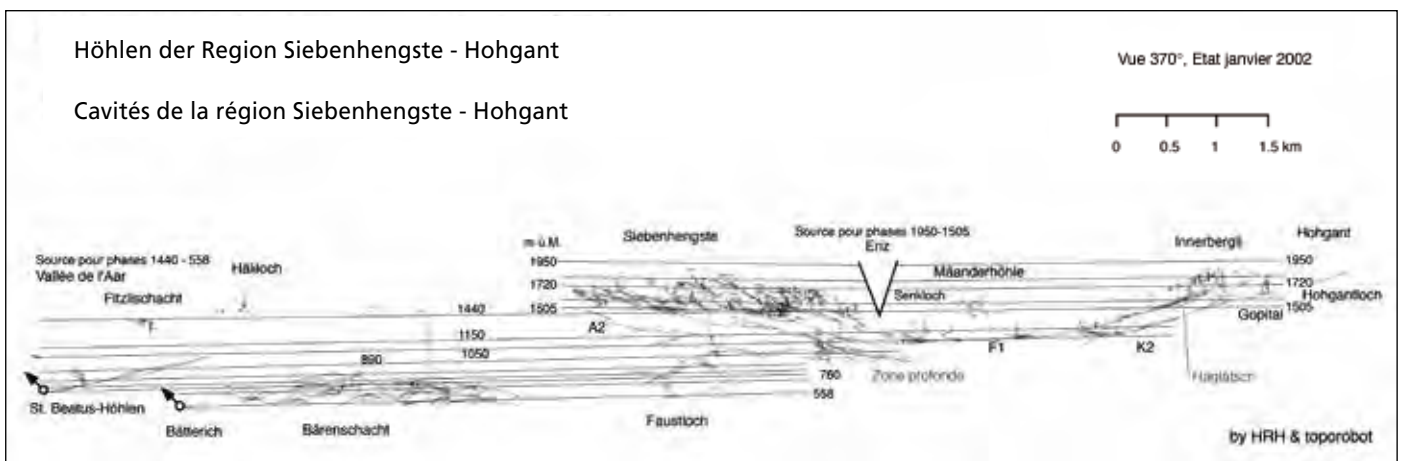 Höhlen der Region Siebenhengste - Hohgant
Cavités de la région Siebenhengste - Hohgant
Vue 370°, Etat janvier 2002
0 0.5 1 1.5 km
Source pour phases 1440 - 558
Vallée de l'Aar
Fitzlischacht
m ü.M.
1950
1720
1505
1440
1150
1050
890
Siebenhengste
Source pour phases 1950-1505
Eriz
Mäanderhöhle
Senkloch
Innerbergli
Hohgant
1950
1720
1505
Hohgantloch
Gopital
A2
F1
K2
Zone profonde
760
558
St. Beatus-Höhlen
Bätterich
Bärenschacht
Faustloch
by HRH & toporobot